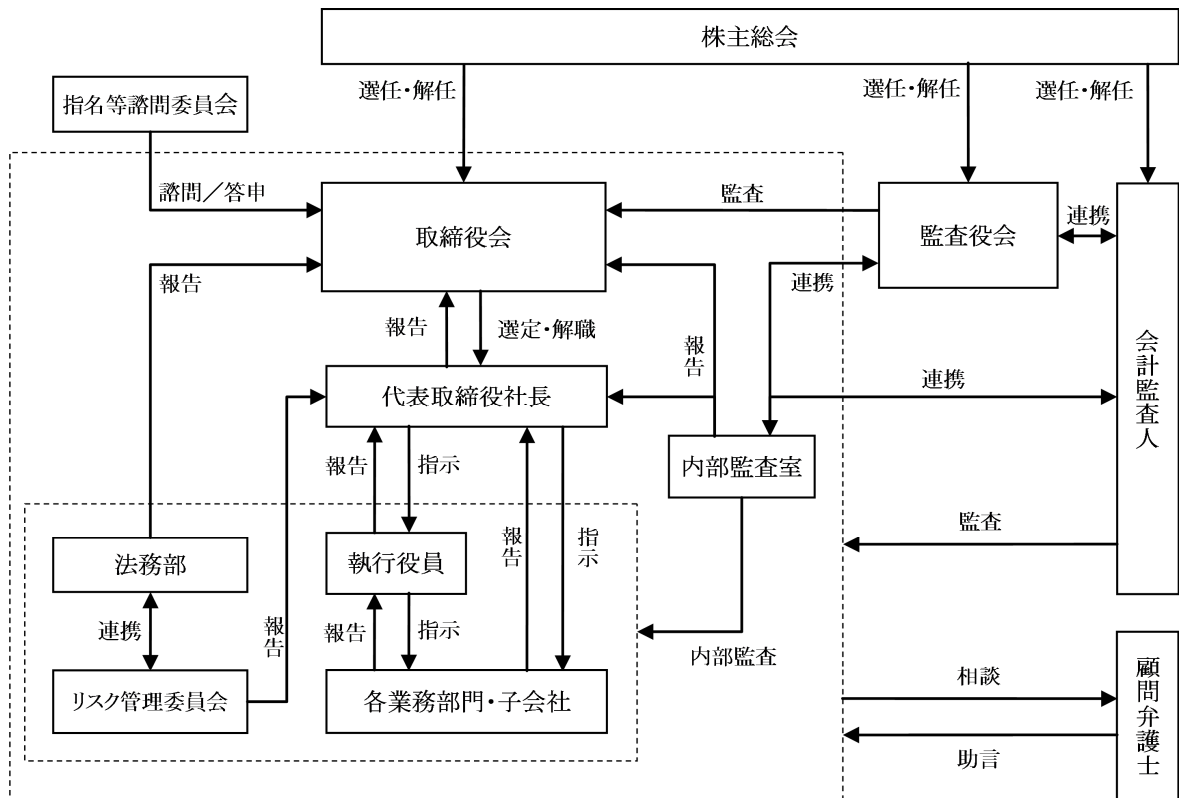 株主総会
選任・解任
選任・解任
選任・解任
指名等諮問委員会
諮問／答申
取締役会
監査
監査役会
連携
報告
連携
報告
選定・解職
報告
会計監査人
代表取締役社長
連携
報告
指示
内部監査室
法務部
執行役員
報告
指示
監査
連携
報告
報告
指示
内部監査
リスク管理委員会
各業務部門・子会社
相談
助言
顧問弁護士